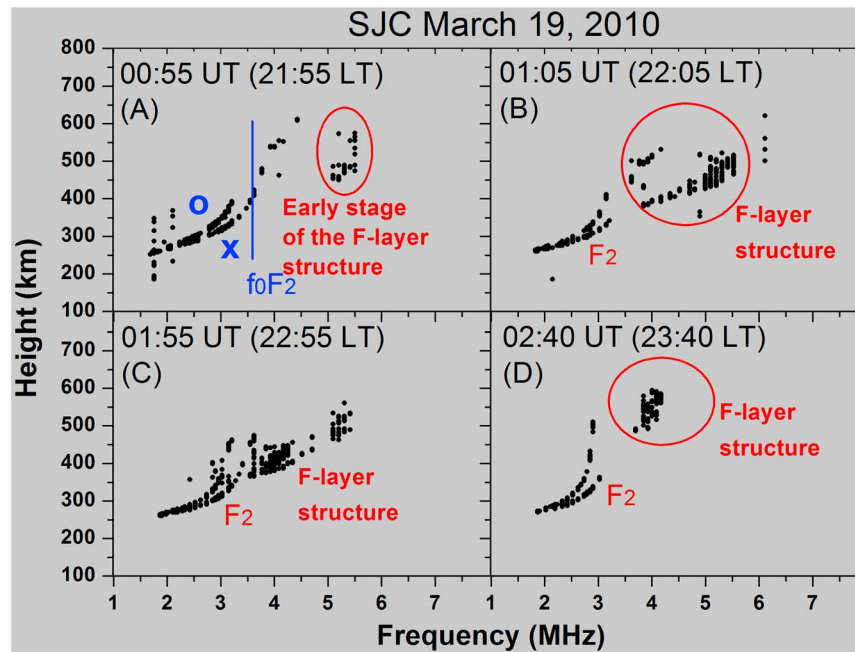 SJC March 19, 2010
800
700
600
500
400
300
200
100
00:55 UT (21:55 LT)
(A)
O
X
f0F2
Early stage
of the F-layer
structure
01:05 UT (22:05 LT)
(B)
F2
F-layer
structure
Height (km)
700
600
500
400
300
200
100
01:55 UT (22:55 LT)
(C)
F2
F-layer
structure
02:40 UT (23:40 LT)
(D)
F2
F-layer
structure
1 2 3 4 5 6 7 1 2 3 4 5 6 7
Frequency (MHz)